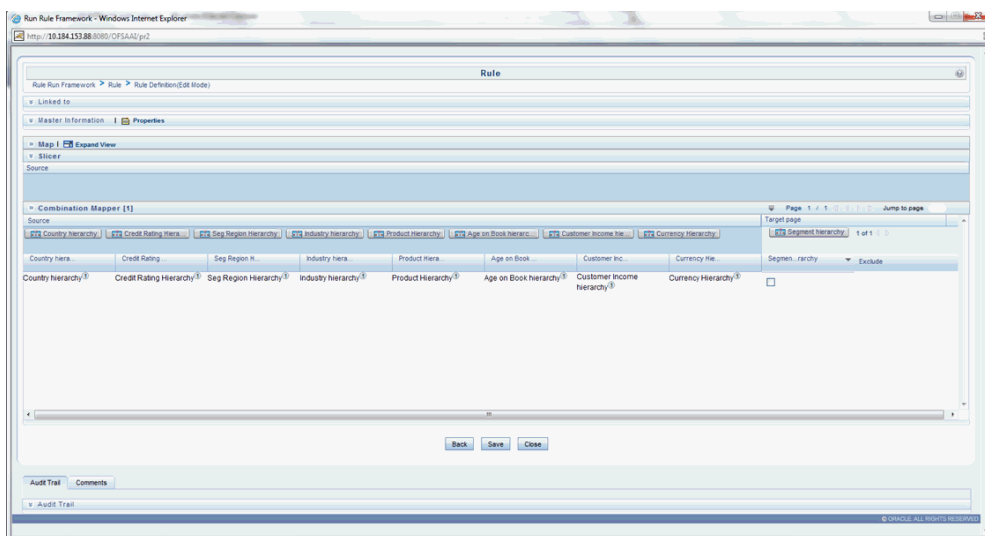 Run Rule Framework - Windows Internet Explorer
http://10.184.153.88:8080/OFSAAI/pr2
Rule
Rule Run Framework > Rule > Rule Definition(Edit Mode)
Linked to
Master Information | Properties
Map | Expand View
Slicer
Source
Combination Mapper [1] Page 1 / 1 Jump to page
Source Target page
Country hierarchy Credit Rating Hiera... Seg Region Hierarchy Industry hierarchy Product Hierarchy Age on Book hierarc... Customer Income hie... Currency Hierarchy Segment hierarchy 1 of 1
Country hiera... Credit Rating ... Seg Region H... Industry hiera... Product Hiera... Age on Book ... Customer Inc... Currency Hie... Segmen...rarchy Exclude
Country hierarchy Credit Rating Hierarchy Seg Region Hierarchy Industry hierarchy Product Hierarchy Age on Book hierarchy Customer Income hierarchy Currency Hierarchy
Back Save Close
Audit Trail Comments
Audit Trail
© ORACLE. ALL RIGHTS RESERVED